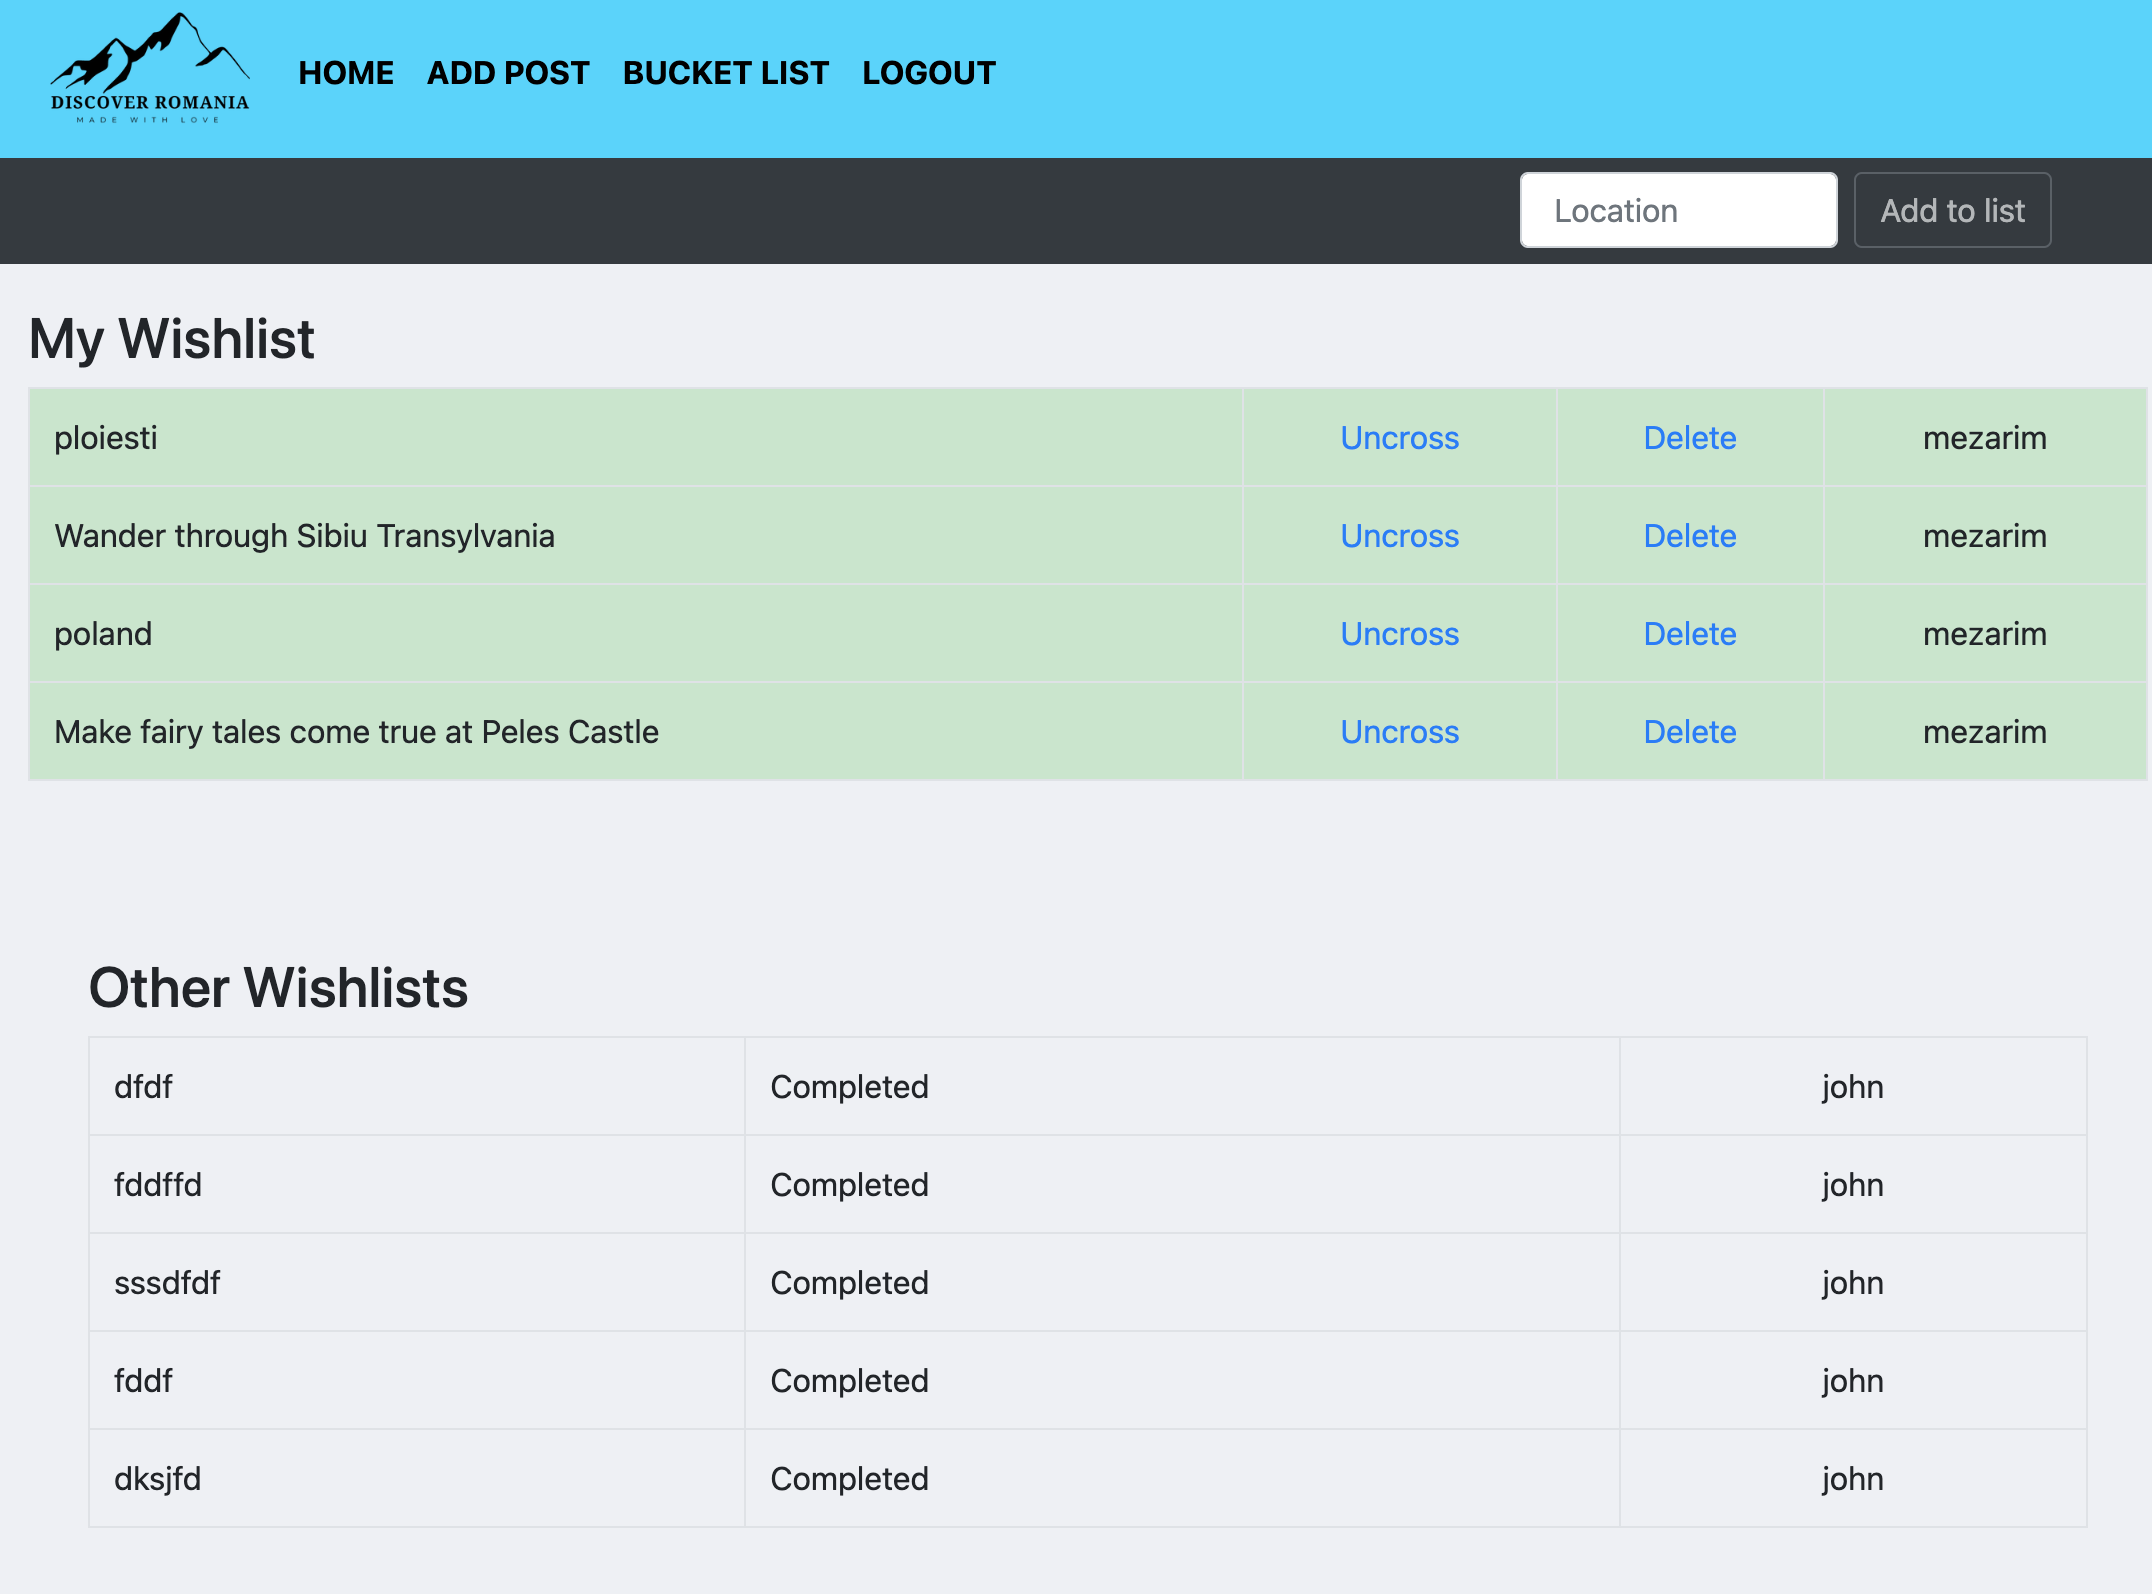 DISCOVER ROMANIA
MADE WITH LOVE
HOME ADD POST BUCKET LIST LOGOUT
Location Add to list
My Wishlist
ploiesti Uncross Delete mezarim
Wander through Sibiu Transylvania Uncross Delete mezarim
poland Uncross Delete mezarim
Make fairy tales come true at Peles Castle Uncross Delete mezarim
Other Wishlists
dfdf Completed john
fddffd Completed john
sssdfdf Completed john
fddf Completed john
dksjfd Completed john